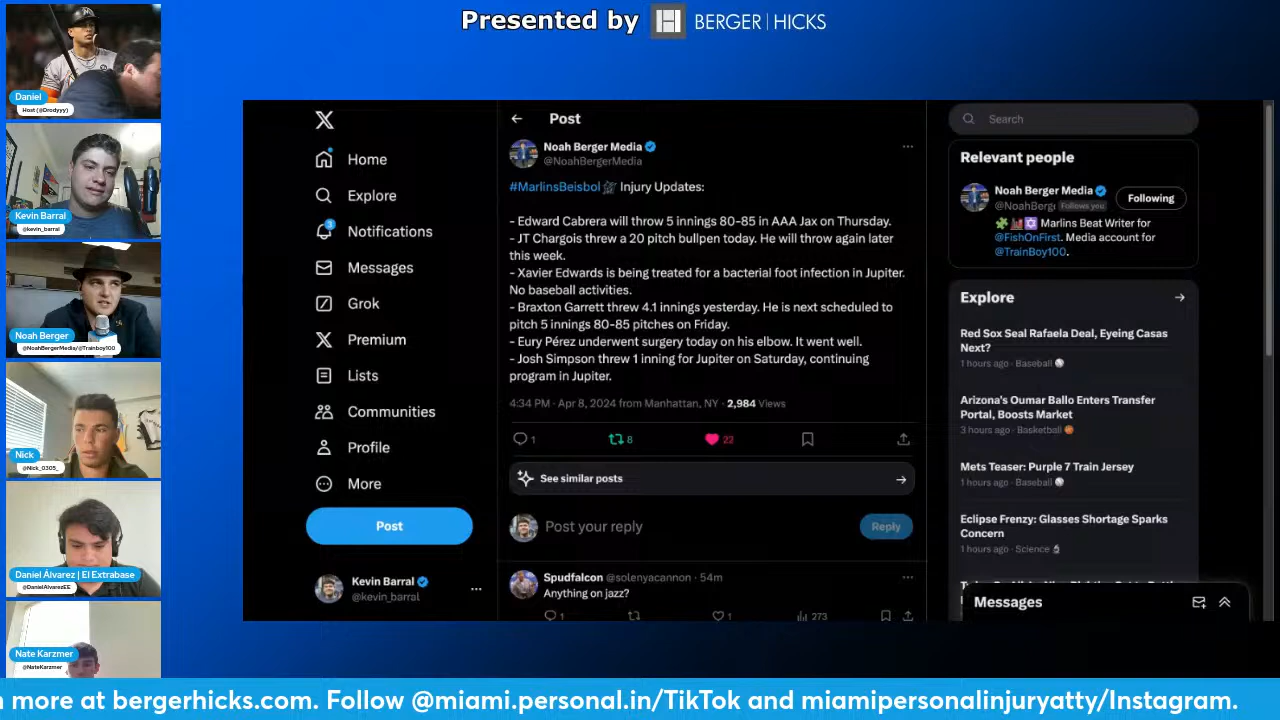 Presented by BERGER | HICKS
Daniel
Host (@Drodyyy)
Kevin Barral
@kevin_barral
Noah Berger
@NoahBergerMedia/@Trainboy100
Nick
@Nick_0305_
Daniel Álvarez | El Extrabase
@DanielAlvarezEE
Nate Karzmer
@NateKarzmer
Home
Explore
3
Notifications
Messages
Grok
Premium
Lists
Communities
Profile
More
Post
Kevin Barral
@kevin_barral
Post
Noah Berger Media
@NoahBergerMedia
#MarlinsBeisbol Injury Updates:
- Edward Cabrera will throw 5 innings 80-85 in AAA Jax on Thursday.
- JT Chargois threw a 20 pitch bullpen today. He will throw again later
this week.
- Xavier Edwards is being treated for a bacterial foot infection in Jupiter.
No baseball activities.
- Braxton Garrett threw 4.1 innings yesterday. He is next scheduled to
pitch 5 innings 80-85 pitches on Friday.
- Eury Pérez underwent surgery today on his elbow. It went well.
- Josh Simpson threw 1 inning for Jupiter on Saturday, continuing
program in Jupiter.
4:34 PM · Apr 8, 2024 from Manhattan, NY · 2,984 Views
1 8 22
See similar posts
Post your reply
Reply
Spudfalcon @solenyacannon · 54m
Anything on jazz?
1 1 273
Search
Relevant people
Noah Berger Media
@NoahBerg Follows you
Following
Marlins Beat Writer for
@FishOnFirst. Media account for
@TrainBoy100.
Explore
Red Sox Seal Rafaela Deal, Eyeing Casas
Next?
1 hours ago · Baseball
Arizona's Oumar Ballo Enters Transfer
Portal, Boosts Market
3 hours ago · Basketball
Mets Teaser: Purple 7 Train Jersey
1 hours ago · Baseball
Eclipse Frenzy: Glasses Shortage Sparks
Concern
1 hours ago · Science
Messages
more at bergerhicks.com. Follow @miami.personal.in/TikTok and miamipersonalinjuryatty/Instagram.